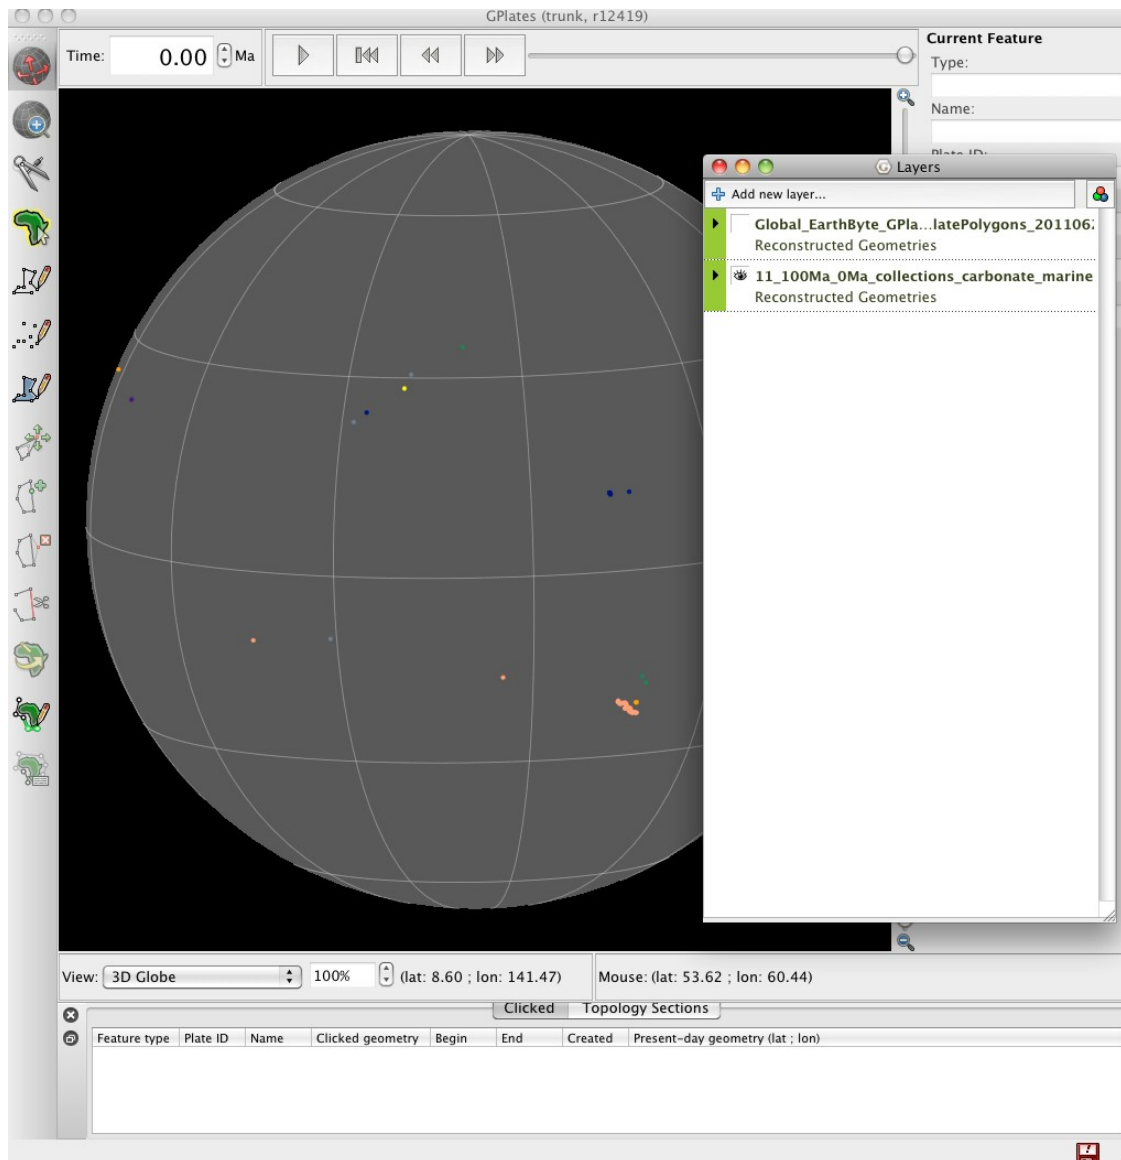 GPlates (trunk, r12419)
Time: 0.00 Ma
Current Feature
Type:
Name:
Plate ID:
Layers
Add new layer...
Global_EarthByte_GPla...latePolygons_201106
Reconstructed Geometries
11_100Ma_0Ma_collections_carbonate_marine
Reconstructed Geometries
View: 3D Globe 100% (lat: 8.60 ; lon: 141.47) Mouse: (lat: 53.62 ; lon: 60.44)
Clicked Topology Sections
Feature type Plate ID Name Clicked geometry Begin End Created Present-day geometry (lat ; lon)